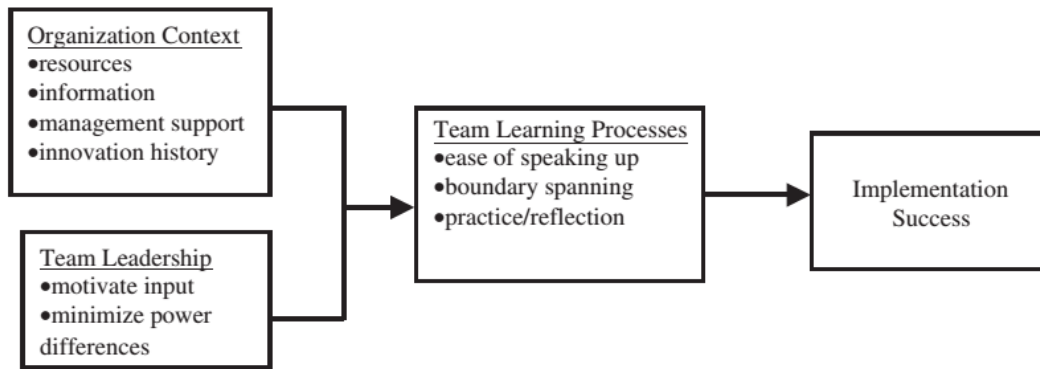 Organization Context
•resources
•information
•management support
•innovation history
Team Leadership
•motivate input
•minimize power
differences
Team Learning Processes
•ease of speaking up
•boundary spanning
•practice/reflection
Implementation
Success